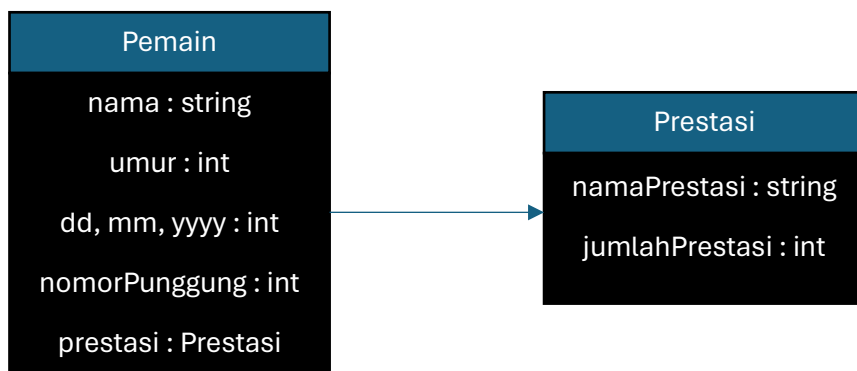 Pemain
nama : string
umur : int
dd, mm, yyyy : int
nomorPunggung : int
prestasi : Prestasi
Prestasi
namaPrestasi : string
jumlahPrestasi : int